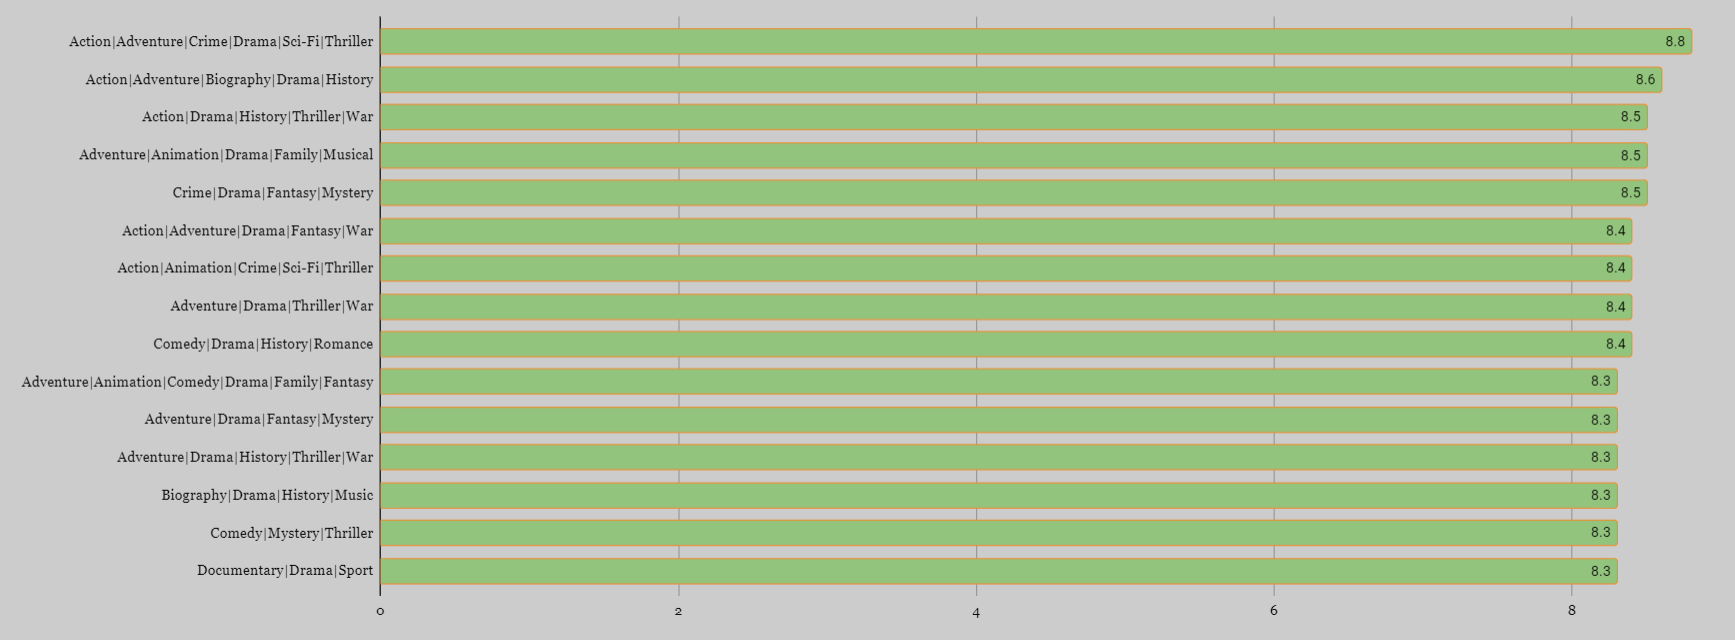 Action|Adventure|Crime|Drama|Sci-Fi|Thriller 8.8
Action|Adventure|Biography|Drama|History 8.6
Action|Drama|History|Thriller|War 8.5
Adventure|Animation|Drama|Family|Musical 8.5
Crime|Drama|Fantasy|Mystery 8.5
Action|Adventure|Drama|Fantasy|War 8.4
Action|Animation|Crime|Sci-Fi|Thriller 8.4
Adventure|Drama|Thriller|War 8.4
Comedy|Drama|History|Romance 8.4
Adventure|Animation|Comedy|Drama|Family|Fantasy 8.3
Adventure|Drama|Fantasy|Mystery 8.3
Adventure|Drama|History|Thriller|War 8.3
Biography|Drama|History|Music 8.3
Comedy|Mystery|Thriller 8.3
Documentary|Drama|Sport 8.3
0 2 4 6 8